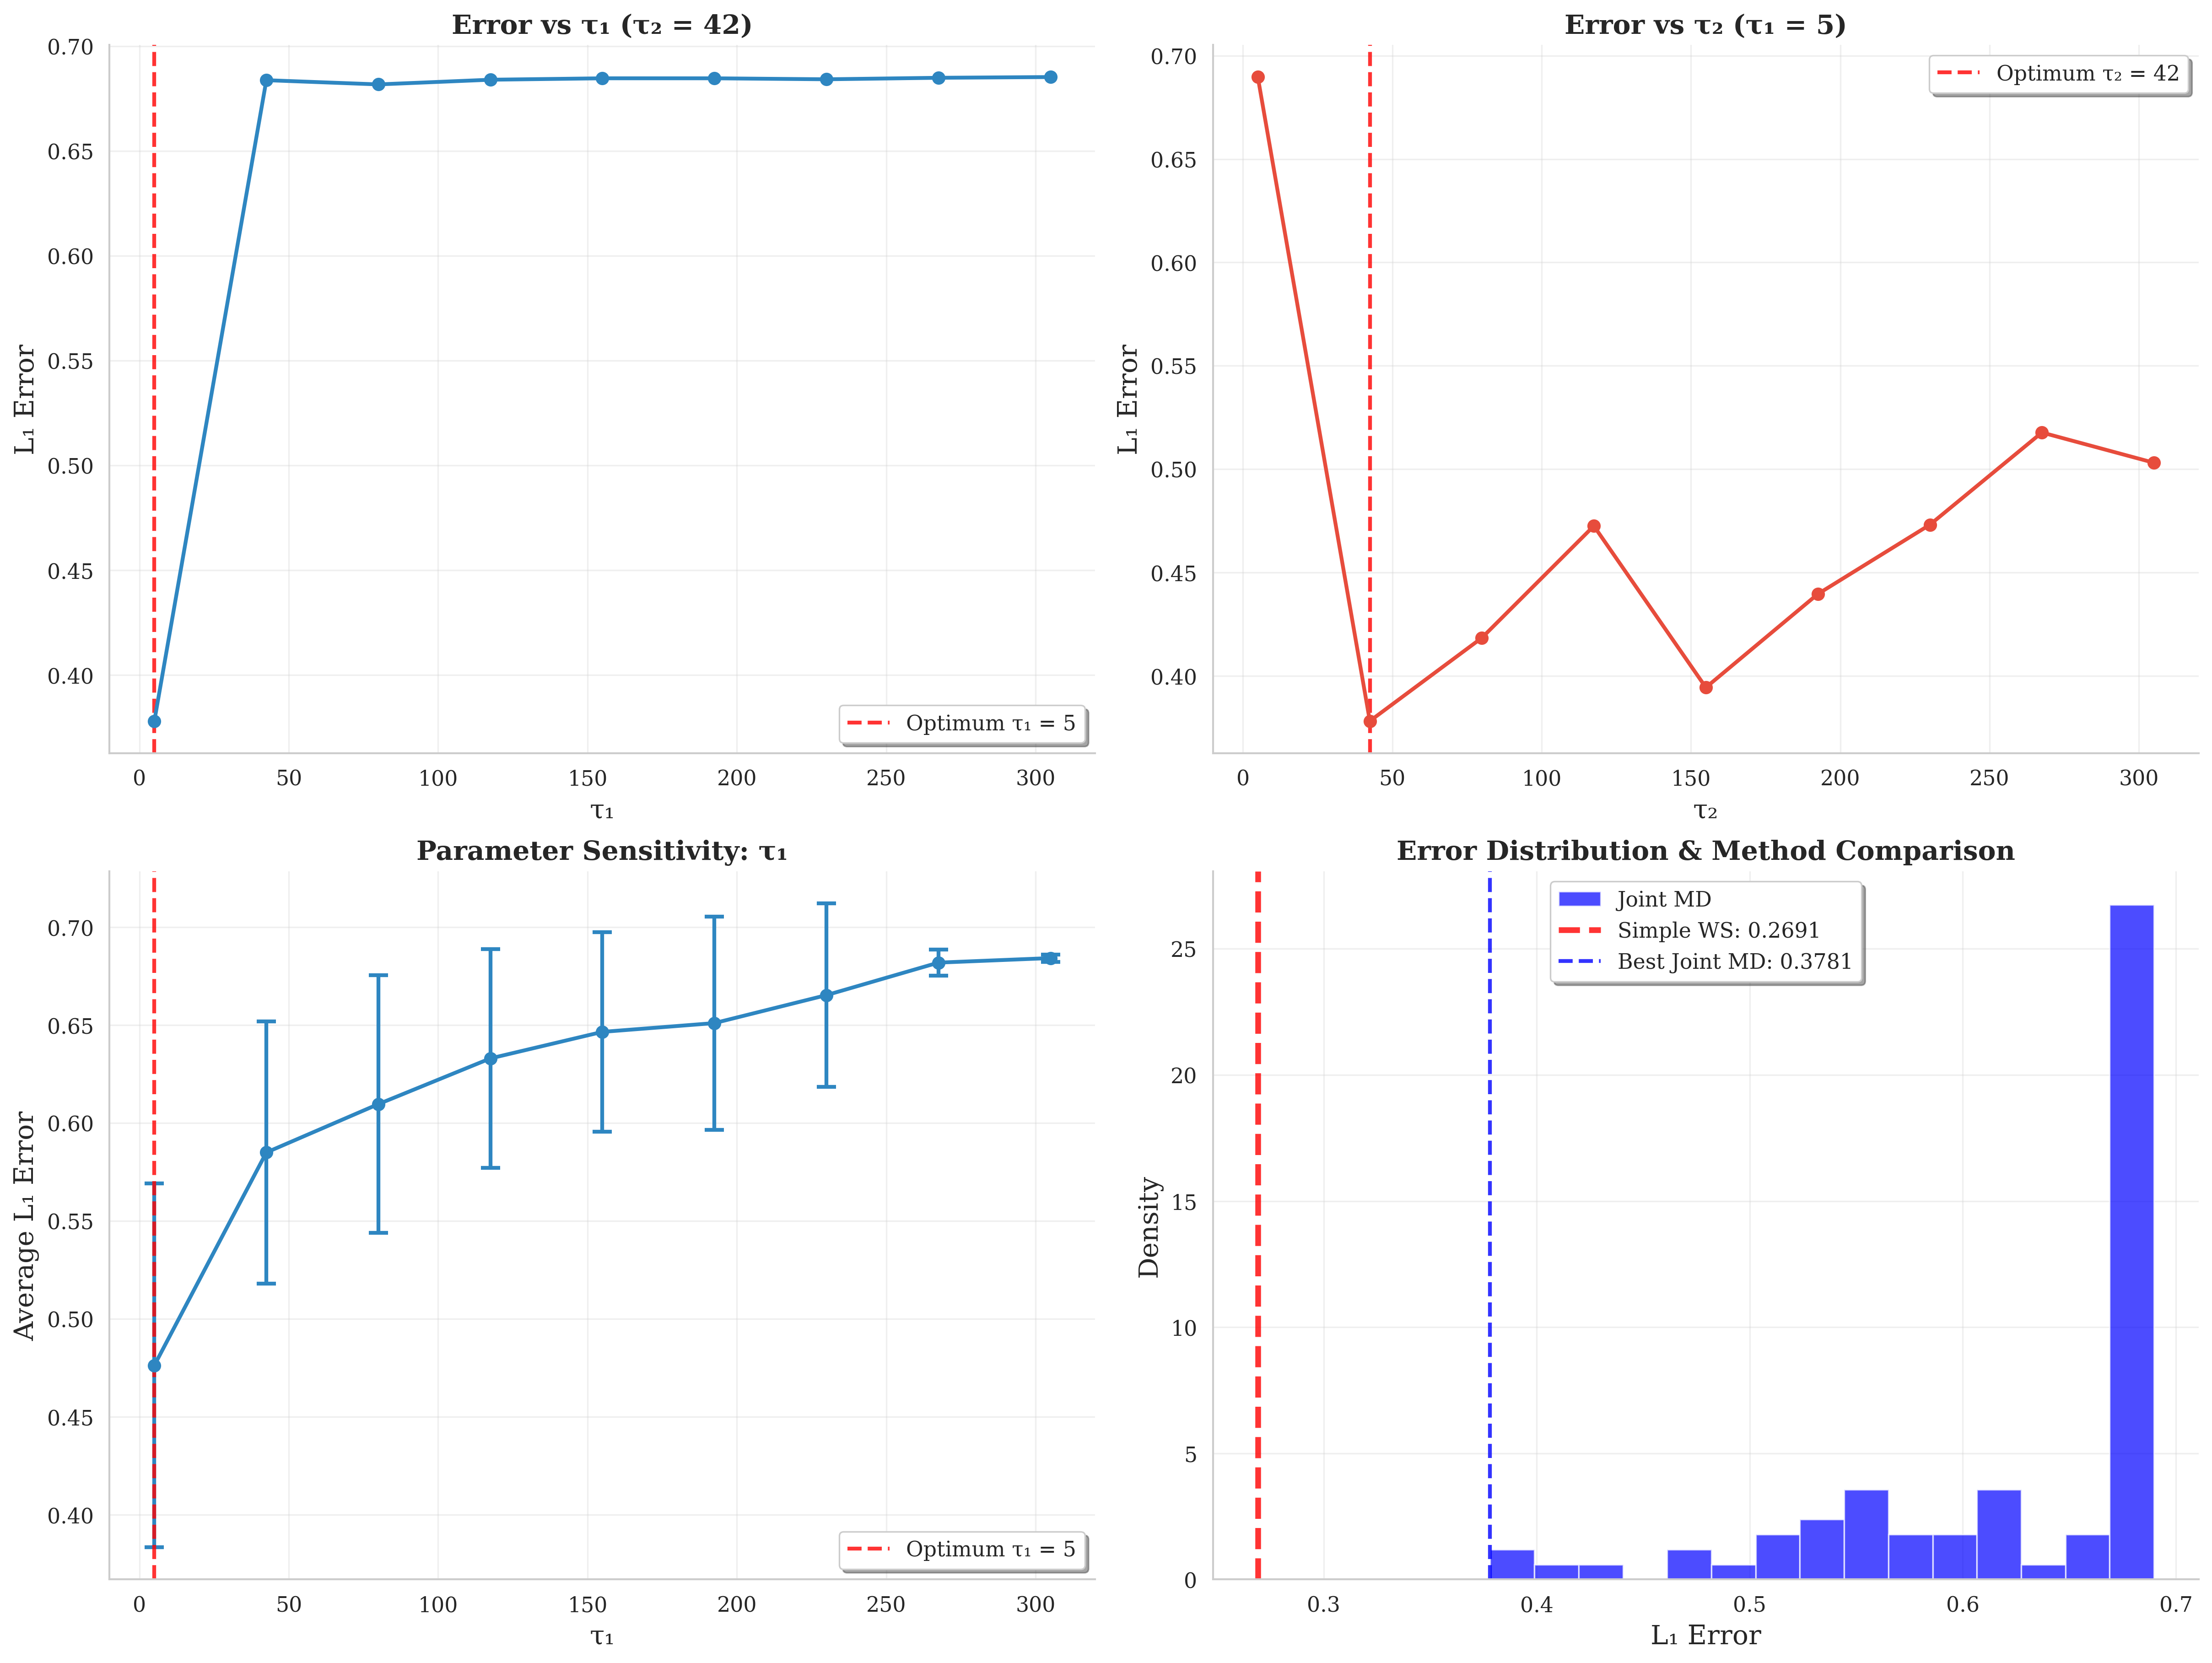 Error vs τ₁ (τ₂ = 42)
L₁ Error
0.70
0.65
0.60
0.55
0.50
0.45
0.40
Optimum τ₁ = 5
0 50 100 150 200 250 300
τ₁
Error vs τ₂ (τ₁ = 5)
L₁ Error
0.70
0.65
0.60
0.55
0.50
0.45
0.40
Optimum τ₂ = 42
0 50 100 150 200 250 300
τ₂
Parameter Sensitivity: τ₁
Average L₁ Error
0.70
0.65
0.60
0.55
0.50
0.45
0.40
Optimum τ₁ = 5
0 50 100 150 200 250 300
τ₁
Error Distribution & Method Comparison
Density
25
20
15
10
5
0
Joint MD
Simple WS: 0.2691
Best Joint MD: 0.3781
0.3 0.4 0.5 0.6 0.7
L₁ Error